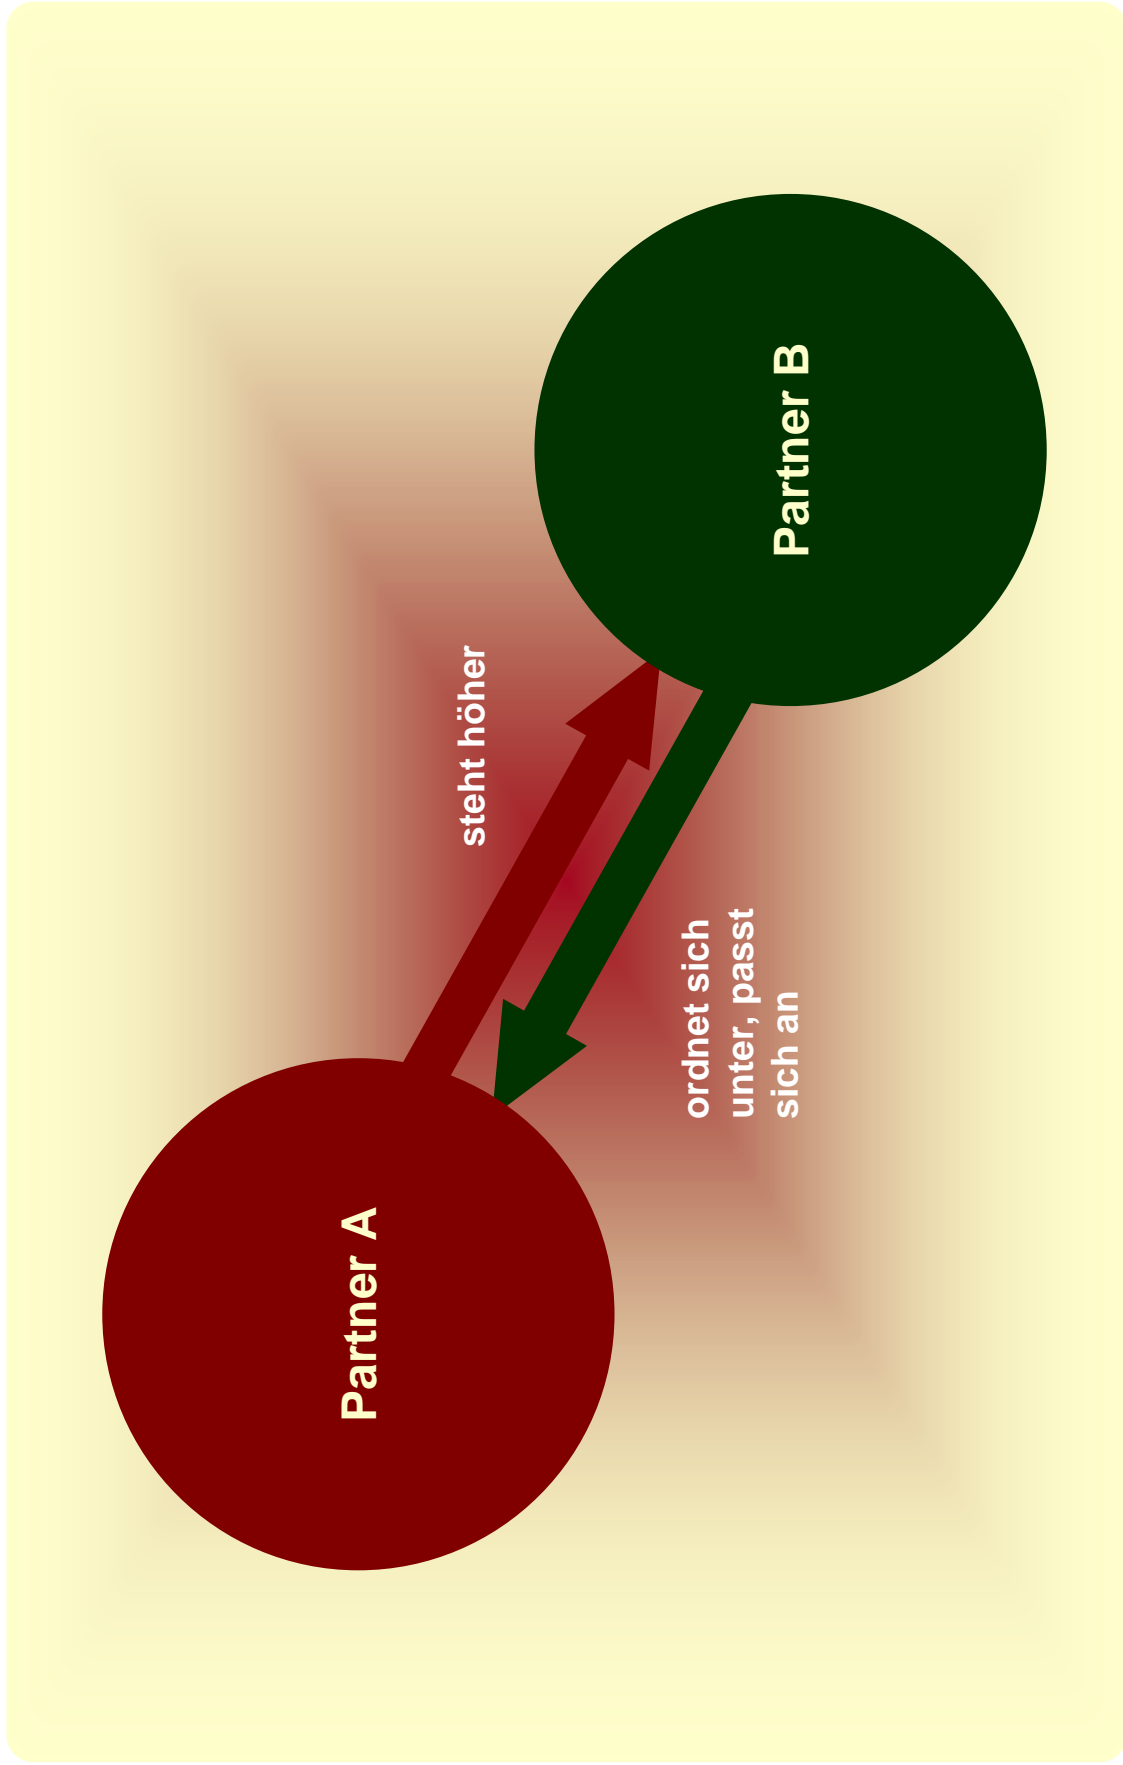 Partner A
steht höher
Partner B
ordnet sich
unter, passt
sich an